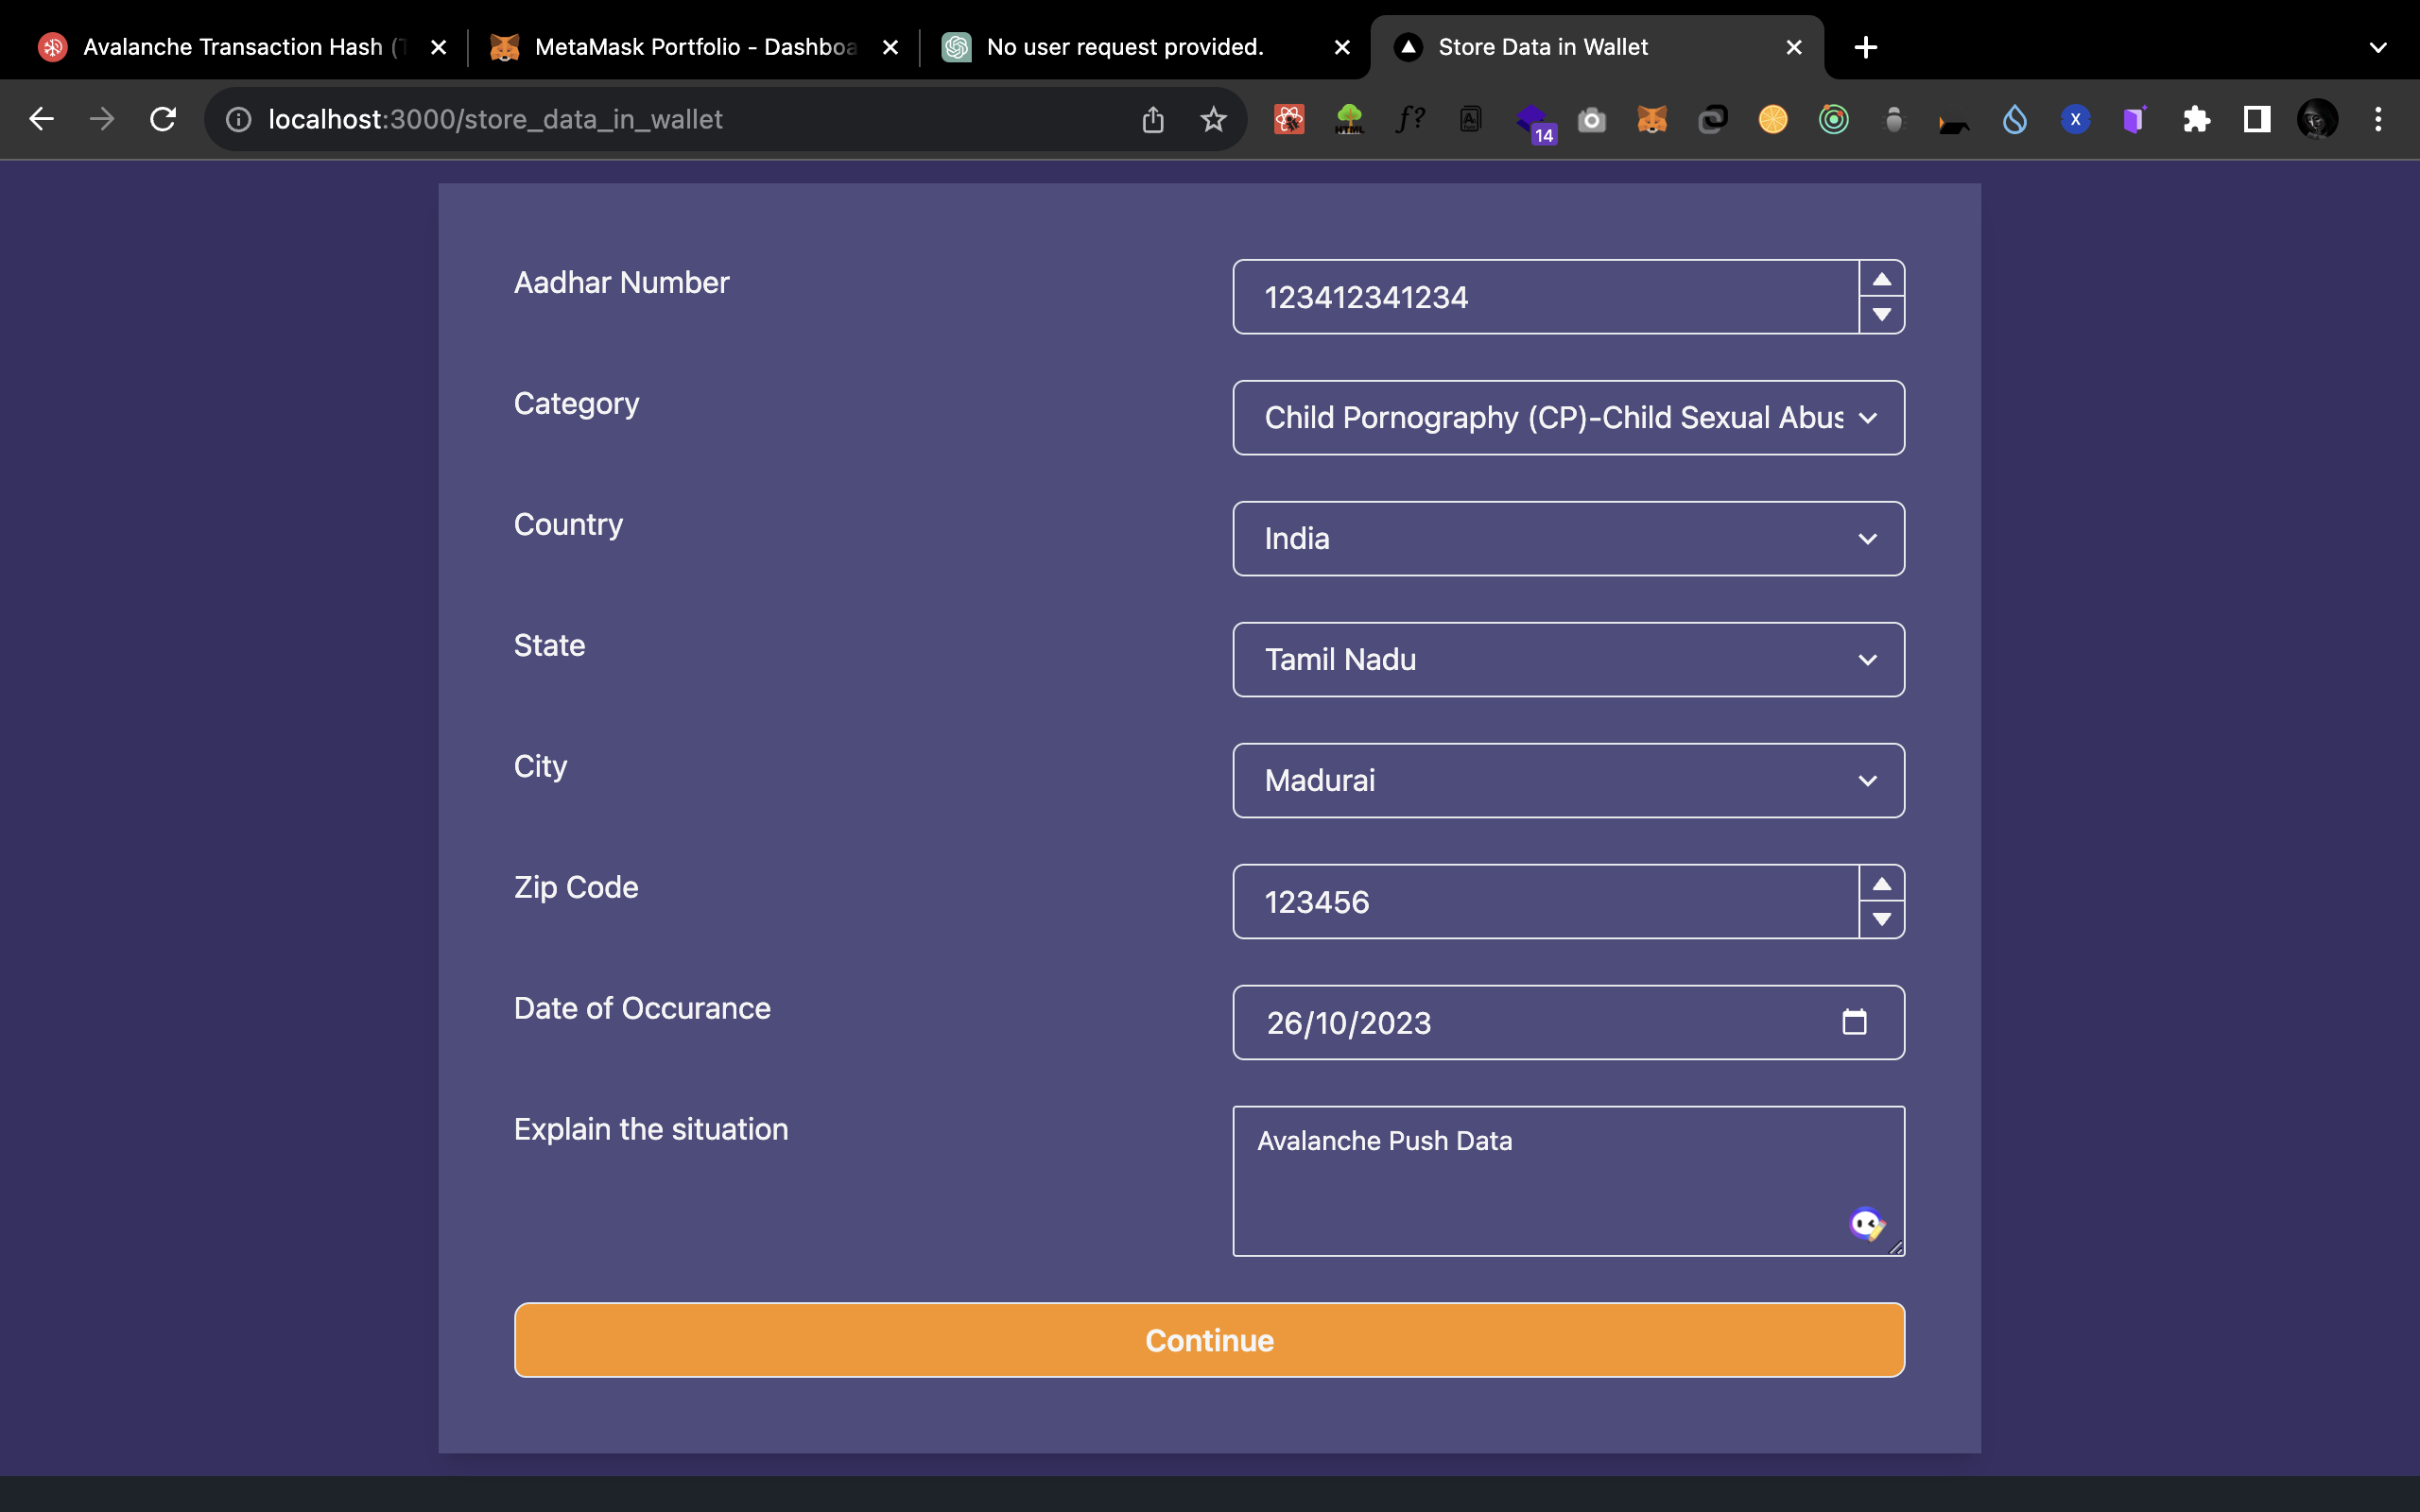 Avalanche Transaction Hash (T
MetaMask Portfolio - Dashboa
No user request provided.
Store Data in Wallet
localhost:3000/store_data_in_wallet
HTML
f?
14
X
Aadhar Number
123412341234
Category
Child Pornography (CP)-Child Sexual Abus
Country
India
State
Tamil Nadu
City
Madurai
Zip Code
123456
Date of Occurance
26/10/2023
Explain the situation
Avalanche Push Data
Continue